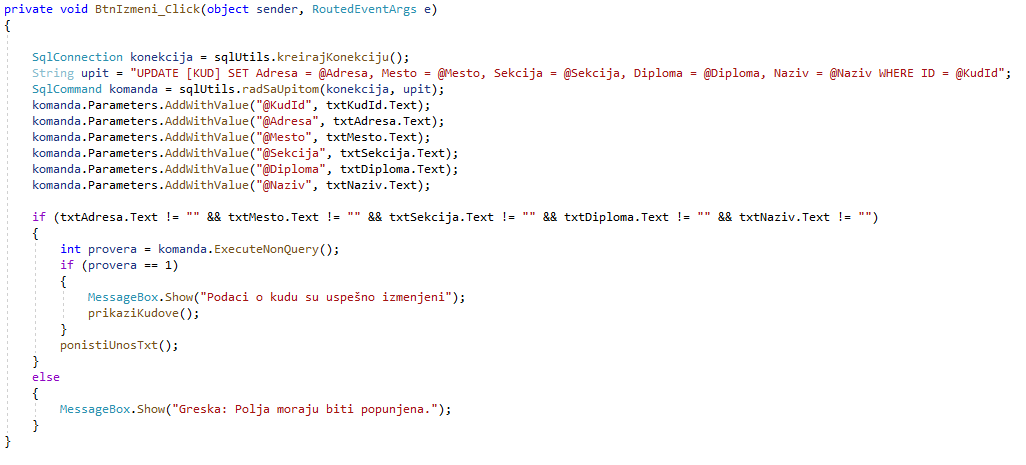 private void BtnIzmeni_Click(object sender, RoutedEventArgs e)
{
SqlConnection konekcija = sqlUtils.kreirajKonekciju();
String upit = "UPDATE [KUD] SET Adresa = @Adresa, Mesto = @Mesto, Sekcija = @Sekcija, Diploma = @Diploma, Naziv = @Naziv WHERE ID = @KudId";
SqlCommand komanda = sqlUtils.radSaUpitom(konekcija, upit);
komanda.Parameters.AddWithValue("@KudId", txtKudId.Text);
komanda.Parameters.AddWithValue("@Adresa", txtAdresa.Text);
komanda.Parameters.AddWithValue("@Mesto", txtMesto.Text);
komanda.Parameters.AddWithValue("@Sekcija", txtSekcija.Text);
komanda.Parameters.AddWithValue("@Diploma", txtDiploma.Text);
komanda.Parameters.AddWithValue("@Naziv", txtNaziv.Text);
if (txtAdresa.Text != "" && txtMesto.Text != "" && txtSekcija.Text != "" && txtDiploma.Text != "" && txtNaziv.Text != "")
{
int provera = komanda.ExecuteNonQuery();
if (provera == 1)
{
MessageBox.Show("Podaci o kudu su uspešno izmenjeni");
prikaziKudove();
}
ponistiUnosTxt();
}
else
{
MessageBox.Show("Greska: Polja moraju biti popunjena.");
}
}